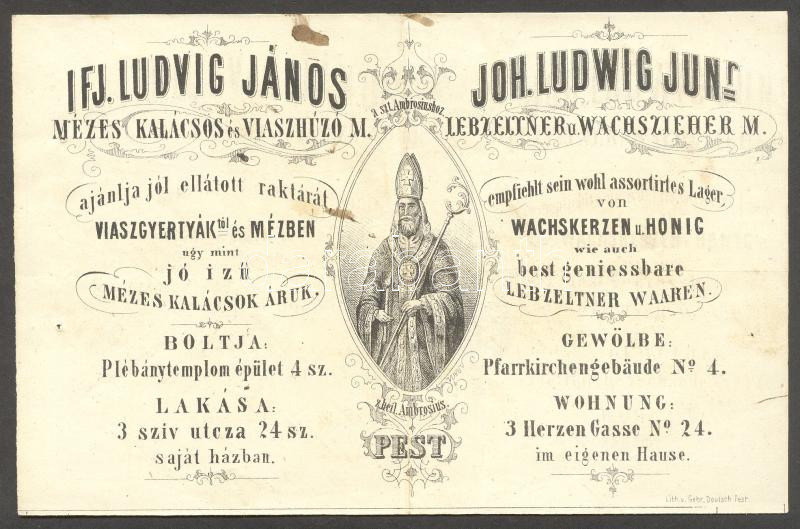 IFJ. LUDVIG JÁNOS
MÉZES KALÁCSOS és VIASZHÚZÓ M.
ajánlja jól ellátott raktárát
VIASZGYERTYÁKtól és MÉZBEN
ugy mint
jó izű
MÉZES KALÁCSOK ÁRUK.
BOLTJA:
Plébánytemplom épület 4 sz.
LAKÁSA:
3 sziv utcza 24 sz.
saját házban.
a. szt. Ambrosiushoz.
z. heil. Ambrosius.
PEST
JOH. LUDWIG JUNr
LEBZELTNER u. WACHSZIEHER M.
empfiehlt sein wohl assortirtes Lager
von
WACHSKERZEN u. HONIG
wie auch
best geniessbare
LEBZELTNER WAAREN.
GEWÖLBE:
Pfarrkirchengebäude No 4.
WOHNUNG:
3 Herzen Gasse No 24.
im eigenen Hause.
Lith. v. Gebr. Deutsch Pest